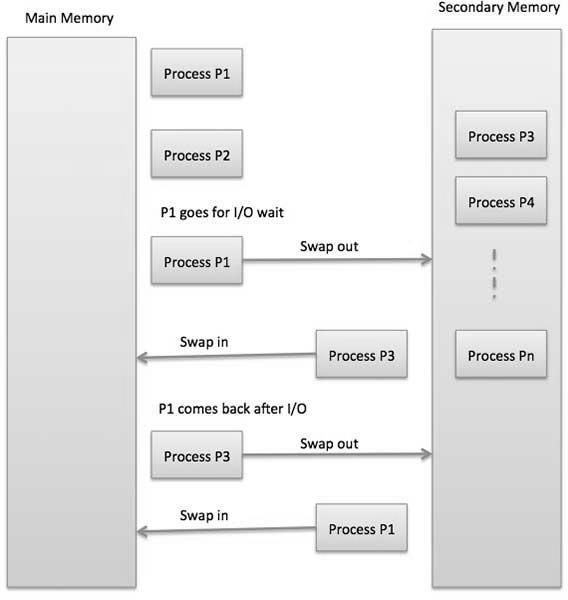 Main Memory
Secondary Memory
Process P1
Process P2
Process P3
Process P4
P1 goes for I/O wait
Process P1
Swap out
Swap in
Process P3
Process Pn
P1 comes back after I/O
Process P3
Swap out
Swap in
Process P1